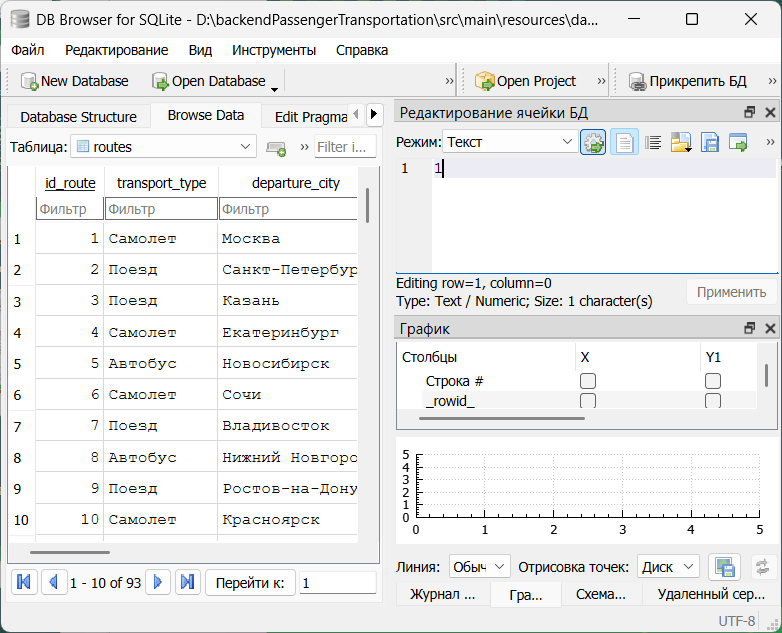 DB Browser for SQLite - D:\backendPassengerTransportation\src\main\resources\da...
Файл Редактирование Вид Инструменты Справка
New Database Open Database » Open Project » Прикрепить БД »
Database Structure Browse Data Edit Pragma
Таблица: routes » Filter i...
id_route transport_type departure_city
Фильтр Фильтр Фильтр
1 1 Самолет Москва
2 2 Поезд Санкт-Петербур
3 3 Поезд Казань
4 4 Самолет Екатеринбург
5 5 Автобус Новосибирск
6 6 Самолет Сочи
7 7 Поезд Владивосток
8 8 Автобус Нижний Новгоро
9 9 Поезд Ростов-на-Дону
10 10 Самолет Красноярск
1 - 10 of 93 Перейти к: 1
Редактирование ячейки БД
Режим: Текст »
1 1
Editing row=1, column=0
Type: Text / Numeric; Size: 1 character(s)
Применить
График
Столбцы X Y1
Строка #
_rowid_
5
4
3
2
1
0
0 1 2 3 4 5
Линия: Обыч Отрисовка точек: Диск
Журнал ... Гра... Схема... Удаленный сер...
UTF-8